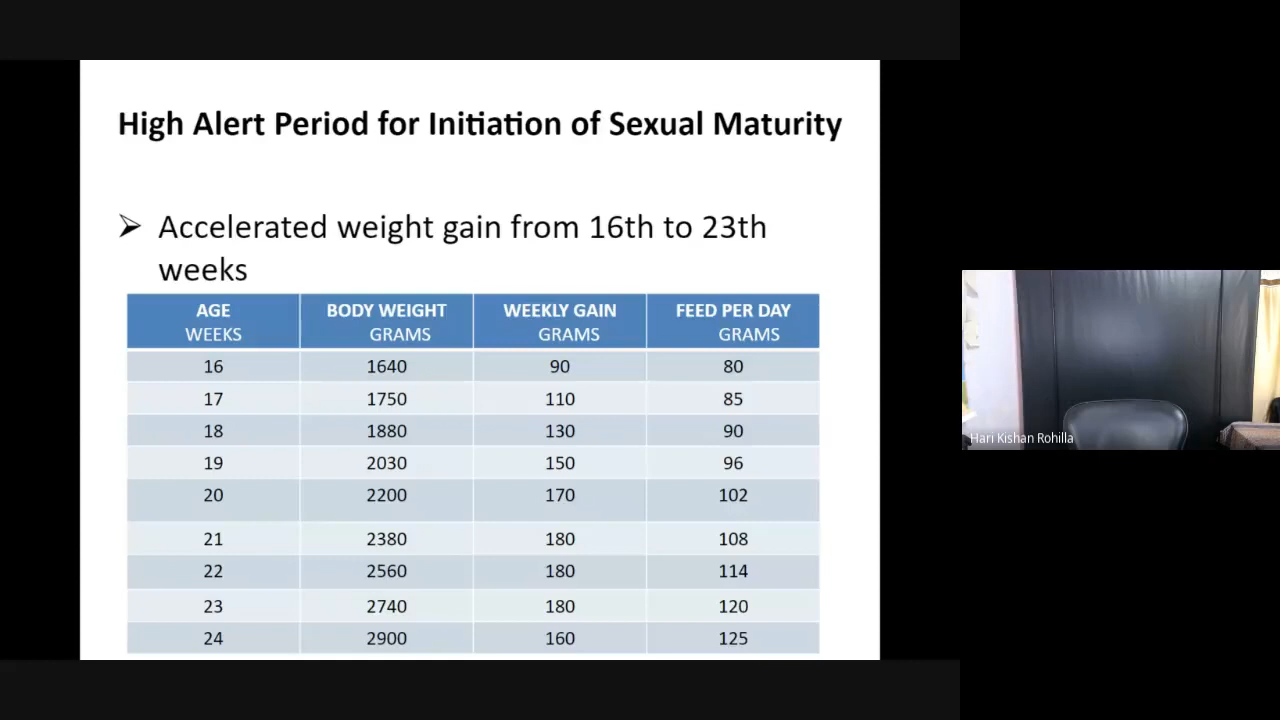 High Alert Period for Initiation of Sexual Maturity
Accelerated weight gain from 16th to 23th
weeks
AGE BODY WEIGHT WEEKLY GAIN FEED PER DAY
WEEKS GRAMS GRAMS GRAMS
16 1640 90 80
17 1750 110 85
18 1880 130 90
19 2030 150 96
20 2200 170 102
21 2380 180 108
22 2560 180 114
23 2740 180 120
24 2900 160 125
Hari Kishan Rohilla